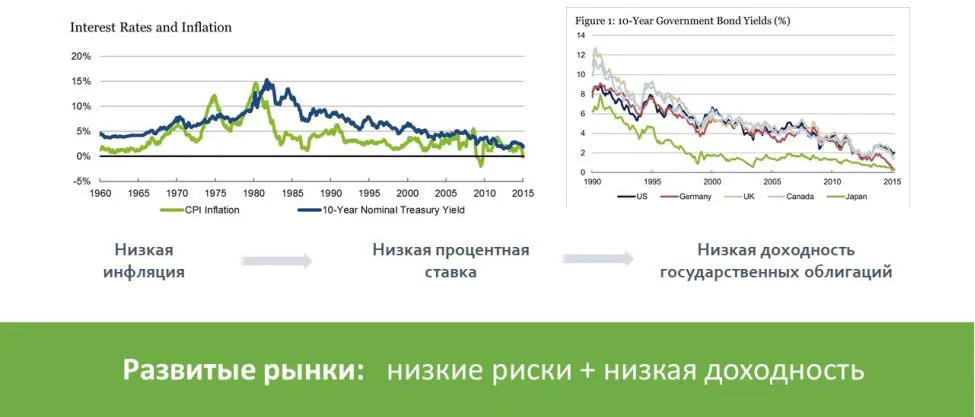 Interest Rates and Inflation
20%
15%
10%
5%
0%
-5%
1960 1965 1970 1975 1980 1985 1990 1995 2000 2005 2010 2015
CPI Inflation 10-Year Nominal Treasury Yield
Figure 1: 10-Year Government Bond Yields (%)
14
12
10
8
6
4
2
0
1990 1995 2000 2005 2010 2015
US Germany UK Canada Japan
Низкая
инфляция
Низкая процентная
ставка
Низкая доходность
государственных облигаций
Развитые рынки: низкие риски + низкая доходность